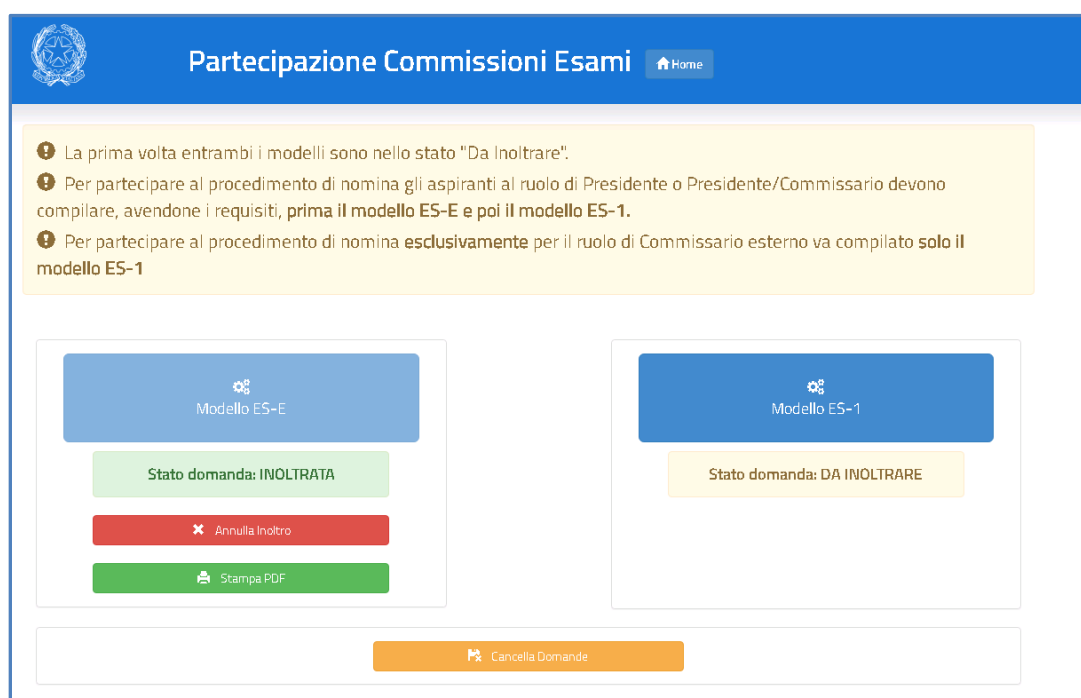 Partecipazione Commissioni Esami
Home
La prima volta entrambi i modelli sono nello stato "Da Inoltrare".
Per partecipare al procedimento di nomina gli aspiranti al ruolo di Presidente o Presidente/Commissario devono
compilare, avendone i requisiti, prima il modello ES-E e poi il modello ES-1.
Per partecipare al procedimento di nomina esclusivamente per il ruolo di Commissario esterno va compilato solo il
modello ES-1
Modello ES-E
Stato domanda: INOLTRATA
Annulla Inoltro
Stampa PDF
Modello ES-1
Stato domanda: DA INOLTRARE
Cancella Domande